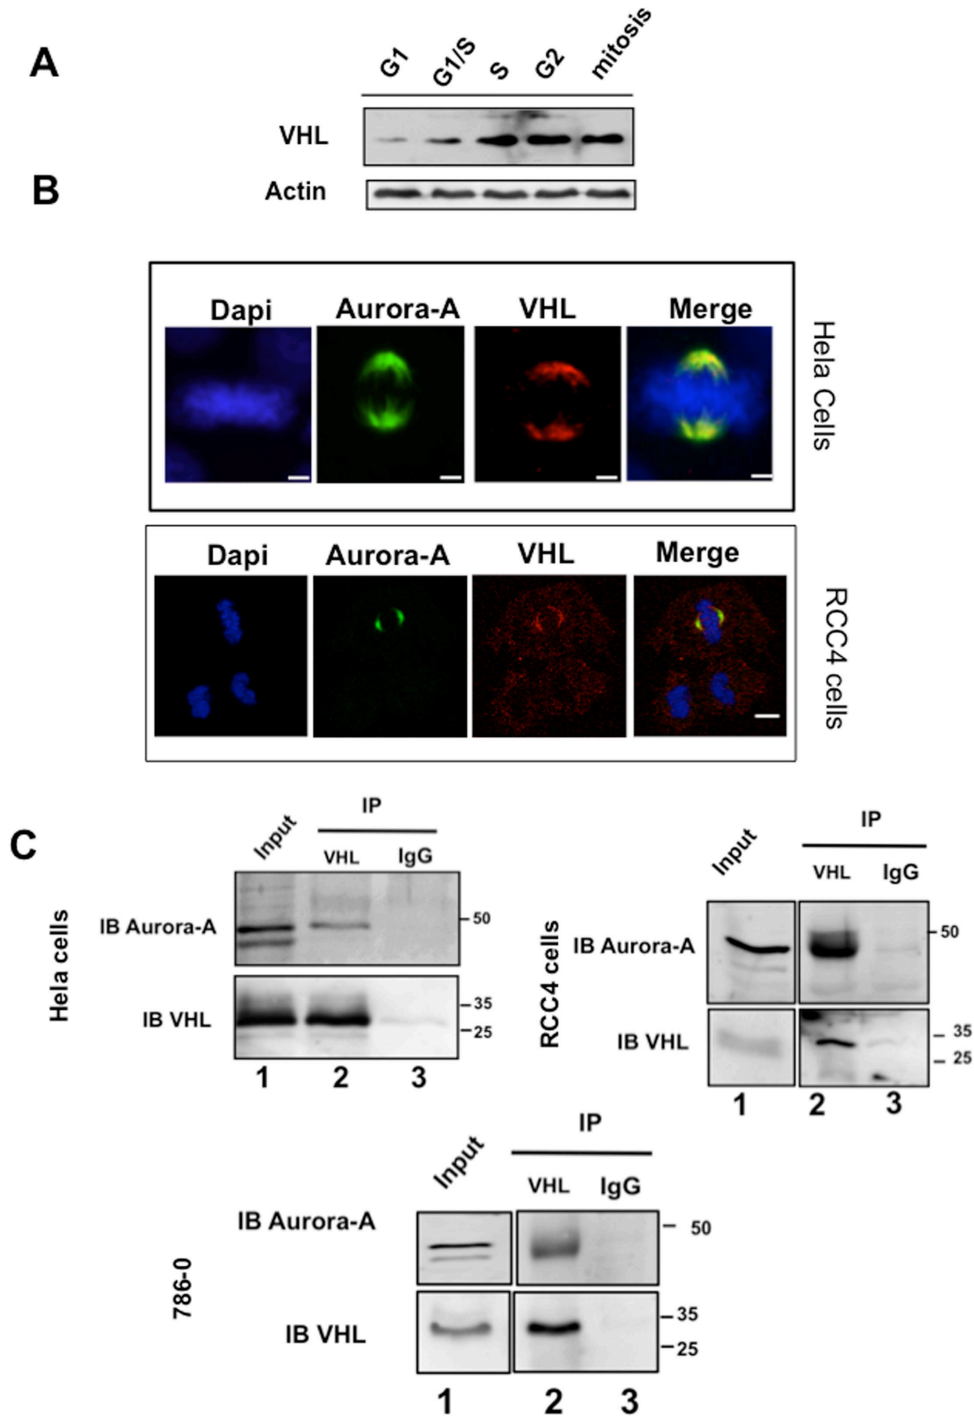 A
G1 G1/S S G2 mitosis
VHL
Actin
B
Dapi Aurora-A VHL Merge
Hela Cells
Dapi Aurora-A VHL Merge
RCC4 cells
C
Hela cells
Input IP
VHL IgG
IB Aurora-A
50
IB VHL
35
25
1 2 3
RCC4 cells
Input IP
VHL IgG
IB Aurora-A
50
IB VHL
35
25
1 2 3
786-0
Input IP
VHL IgG
IB Aurora-A
50
IB VHL
35
25
1 2 3